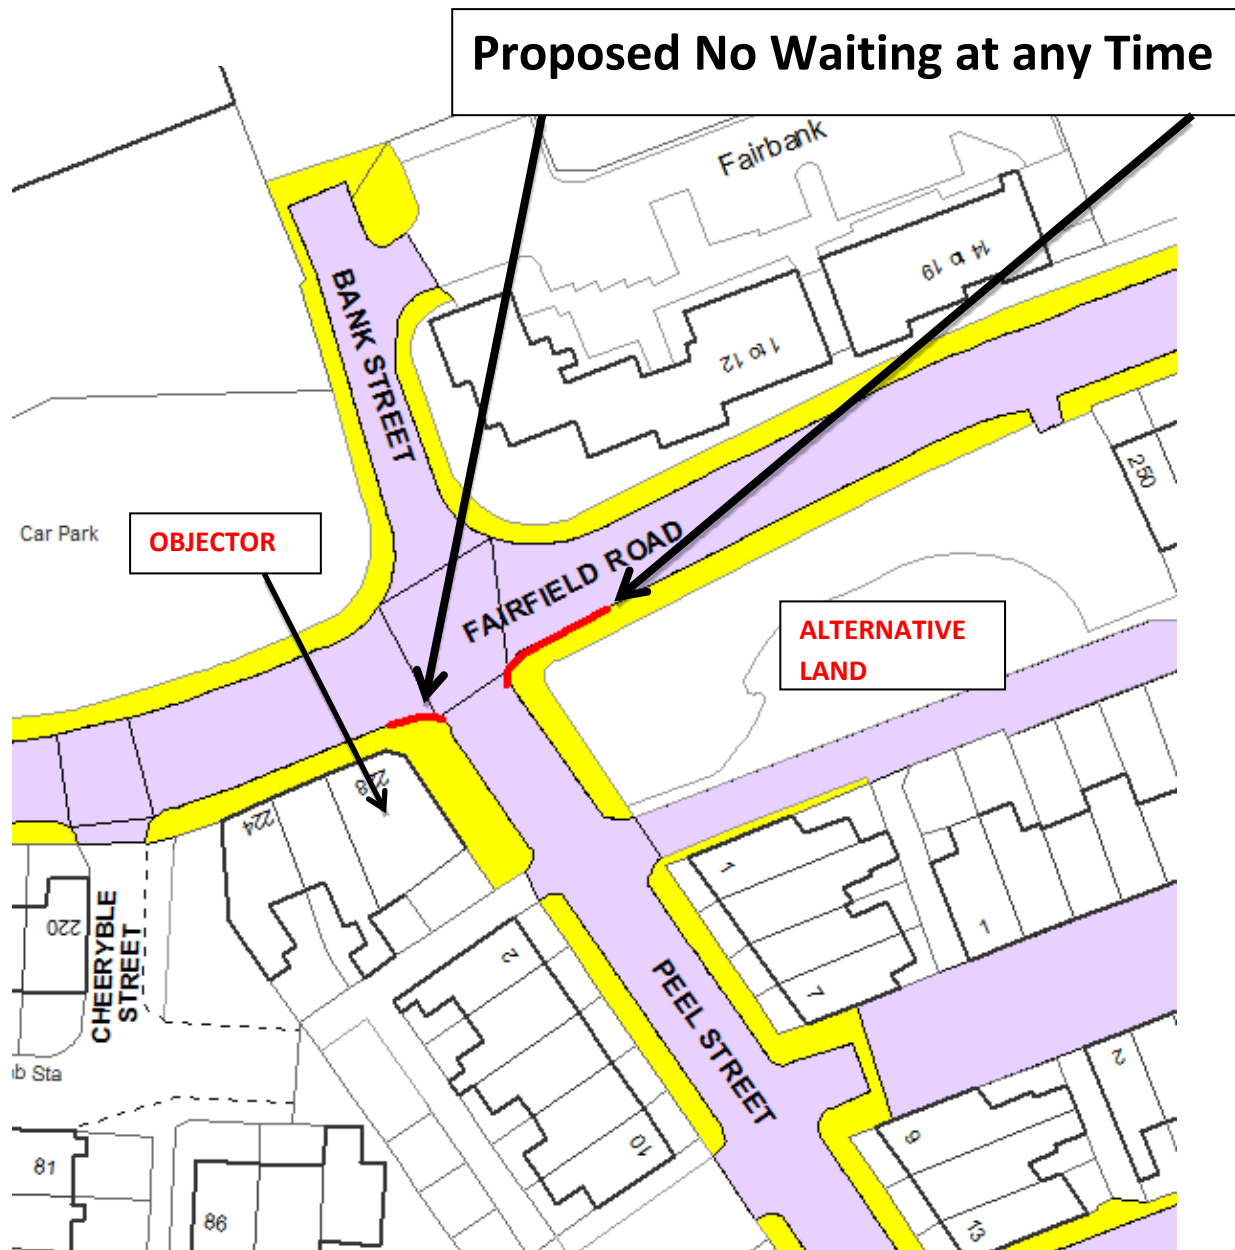 Proposed No Waiting at any Time
Fairbank
14 to 19
BANK STREET
1 to 12
250
Car Park
OBJECTOR
FAIRFIELD ROAD
ALTERNATIVE
LAND
228
224
220
CHEERYBLE
STREET
2
1
1
7
PEEL STREET
10
2
9
13
b Sta
81
86